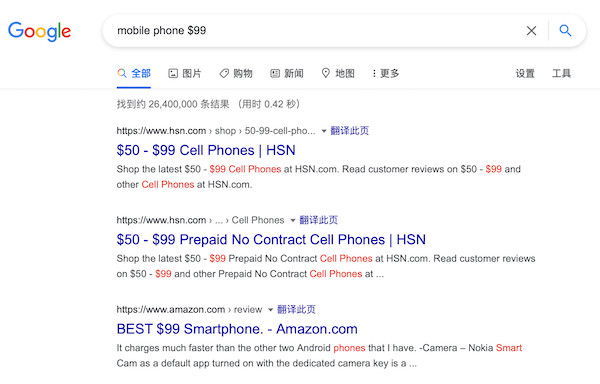 Google
mobile phone $99
全部 图片 购物 新闻 地图 更多 设置 工具
找到约 26,400,000 条结果 （用时 0.42 秒）
https://www.hsn.com › shop › 50-99-cell-pho... 翻译此页
$50 - $99 Cell Phones | HSN
Shop the latest $50 - $99 Cell Phones at HSN.com. Read customer reviews on $50 - $99 and
other Cell Phones at HSN.com.
https://www.hsn.com › ... › Cell Phones 翻译此页
$50 - $99 Prepaid No Contract Cell Phones | HSN
Shop the latest $50 - $99 Prepaid No Contract Cell Phones at HSN.com. Read customer reviews
on $50 - $99 and other Prepaid No Contract Cell Phones at ...
https://www.amazon.com › review 翻译此页
BEST $99 Smartphone. - Amazon.com
It charges much faster than the other two Android phones that I have. -Camera – Nokia Smart
Cam as a default app turned on with the dedicated camera key is a ...